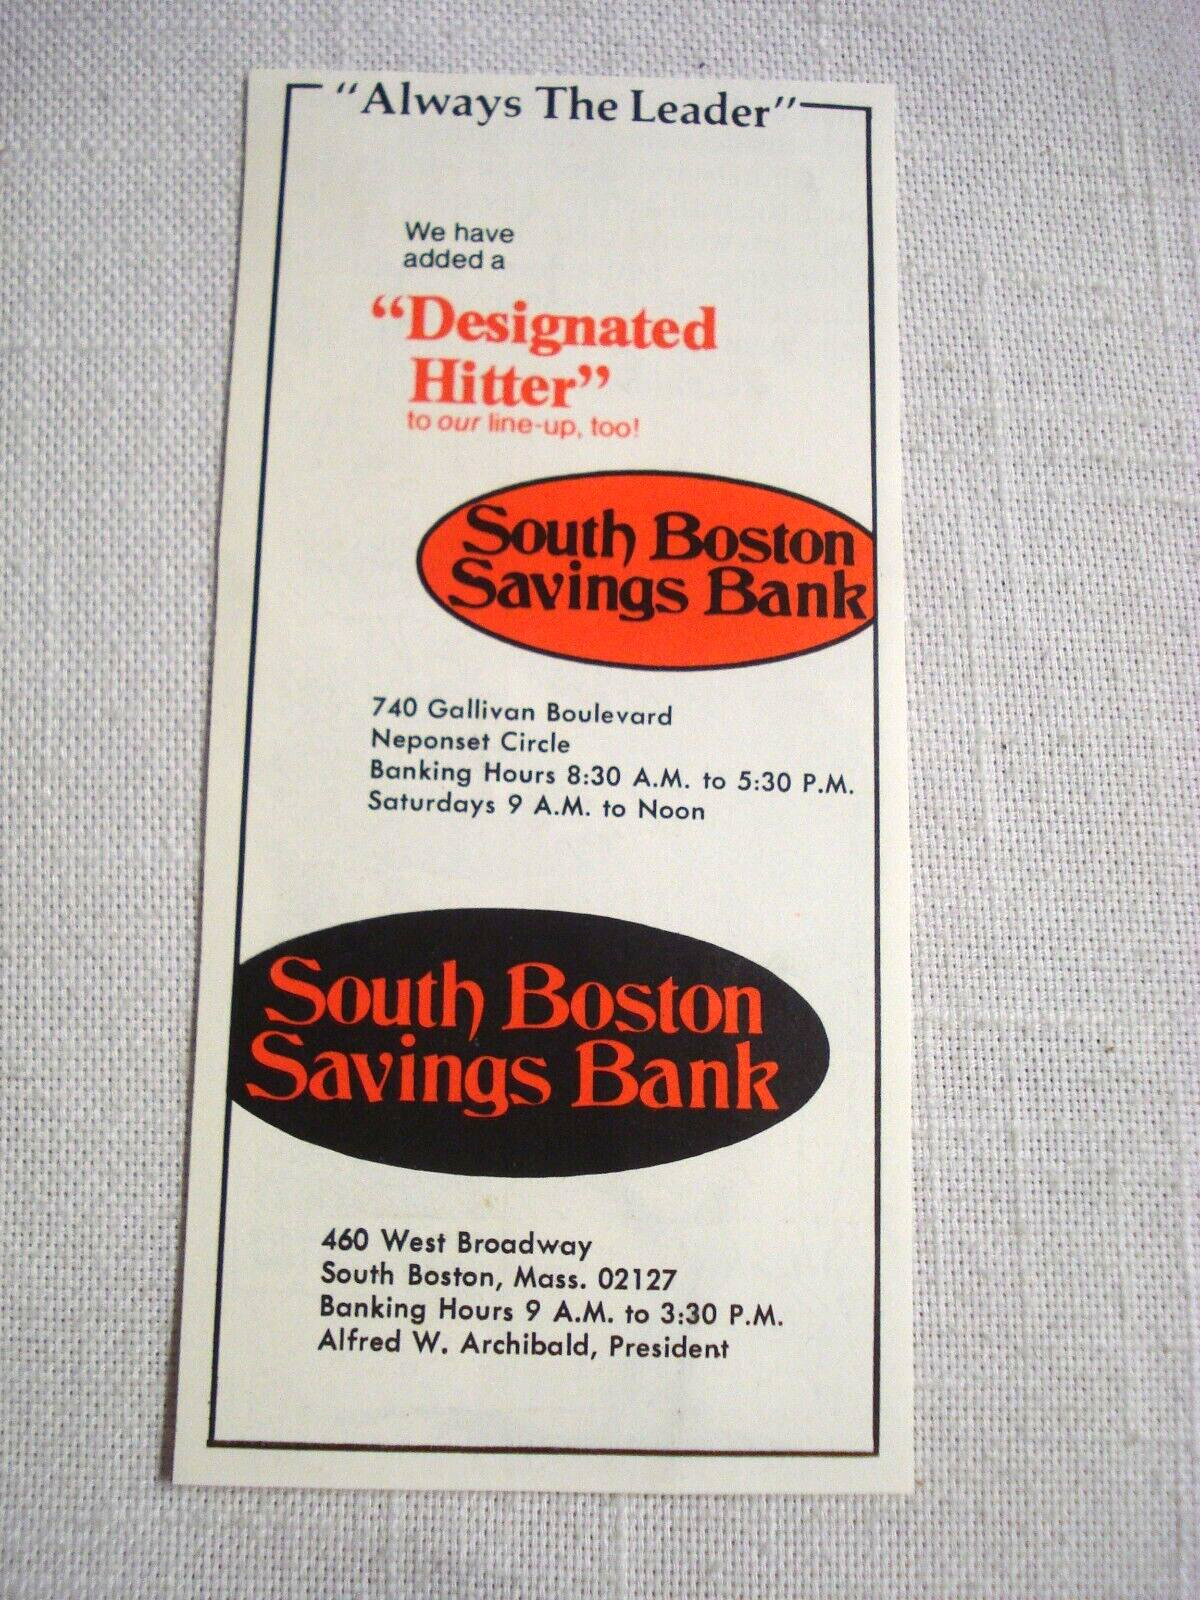 "Always The Leader"
We have
added a
“Designated
Hitter”
to our line-up, too!
South Boston
Savings Bank
740 Gallivan Boulevard
Neponset Circle
Banking Hours 8:30 A.M. to 5:30 P.M.
Saturdays 9 A.M. to Noon
South Boston
Savings Bank
460 West Broadway
South Boston, Mass. 02127
Banking Hours 9 A.M. to 3:30 P.M.
Alfred W. Archibald, President